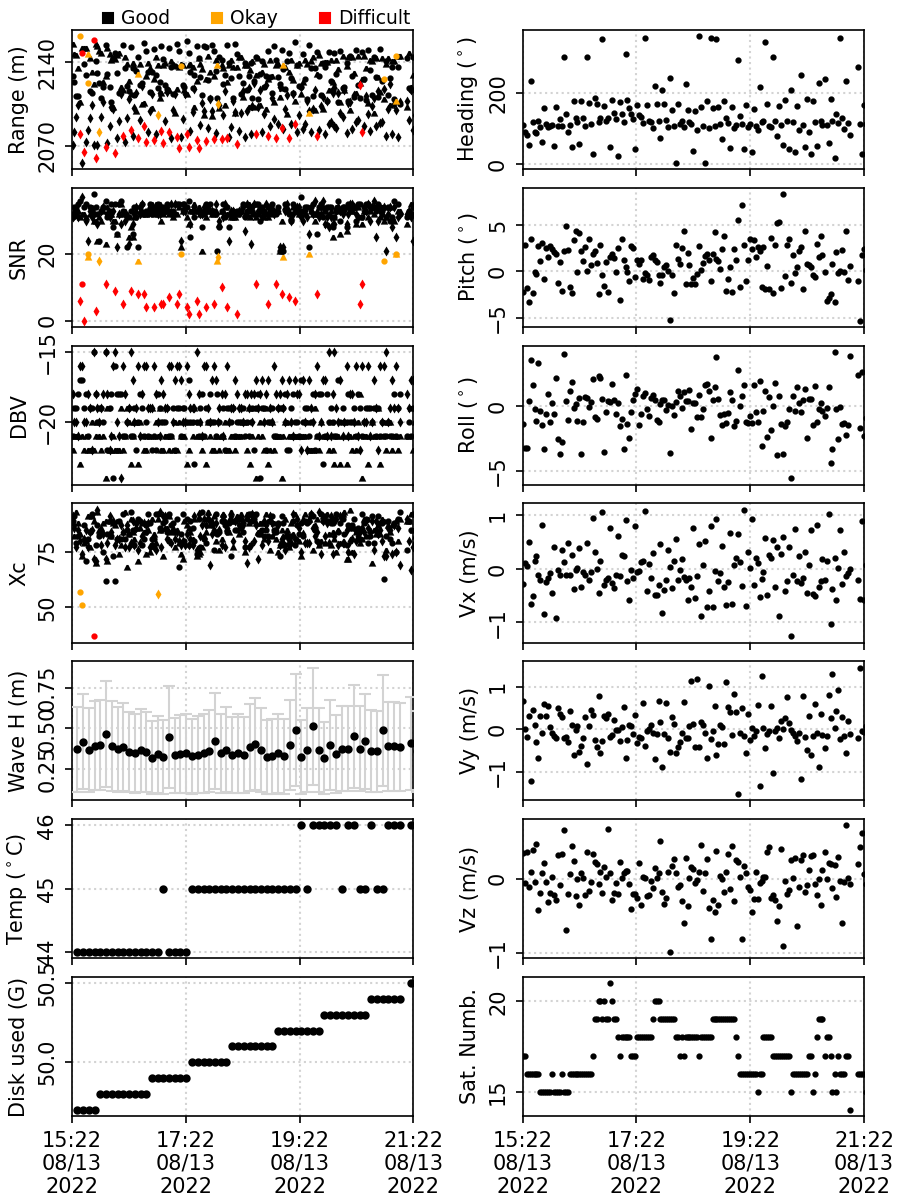 Good Okay Difficult
Range (m)
2140
2070
Heading (°)
200
0
SNR
20
0
Pitch (°)
5
0
−5
DBV
−15
−20
Roll (°)
0
−5
Xc
75
50
Vx (m/s)
1
0
−1
Wave H (m)
0.75
0.50
0.25
Vy (m/s)
1
0
−1
Temp (°C)
46
45
44
Vz (m/s)
0
−1
Disk used (G)
50.5
50.0
Sat. Numb.
20
15
15:22 17:22 19:22 21:22 15:22 17:22 19:22 21:22
08/13 08/13 08/13 08/13 08/13 08/13 08/13 08/13
2022 2022 2022 2022 2022 2022 2022 2022